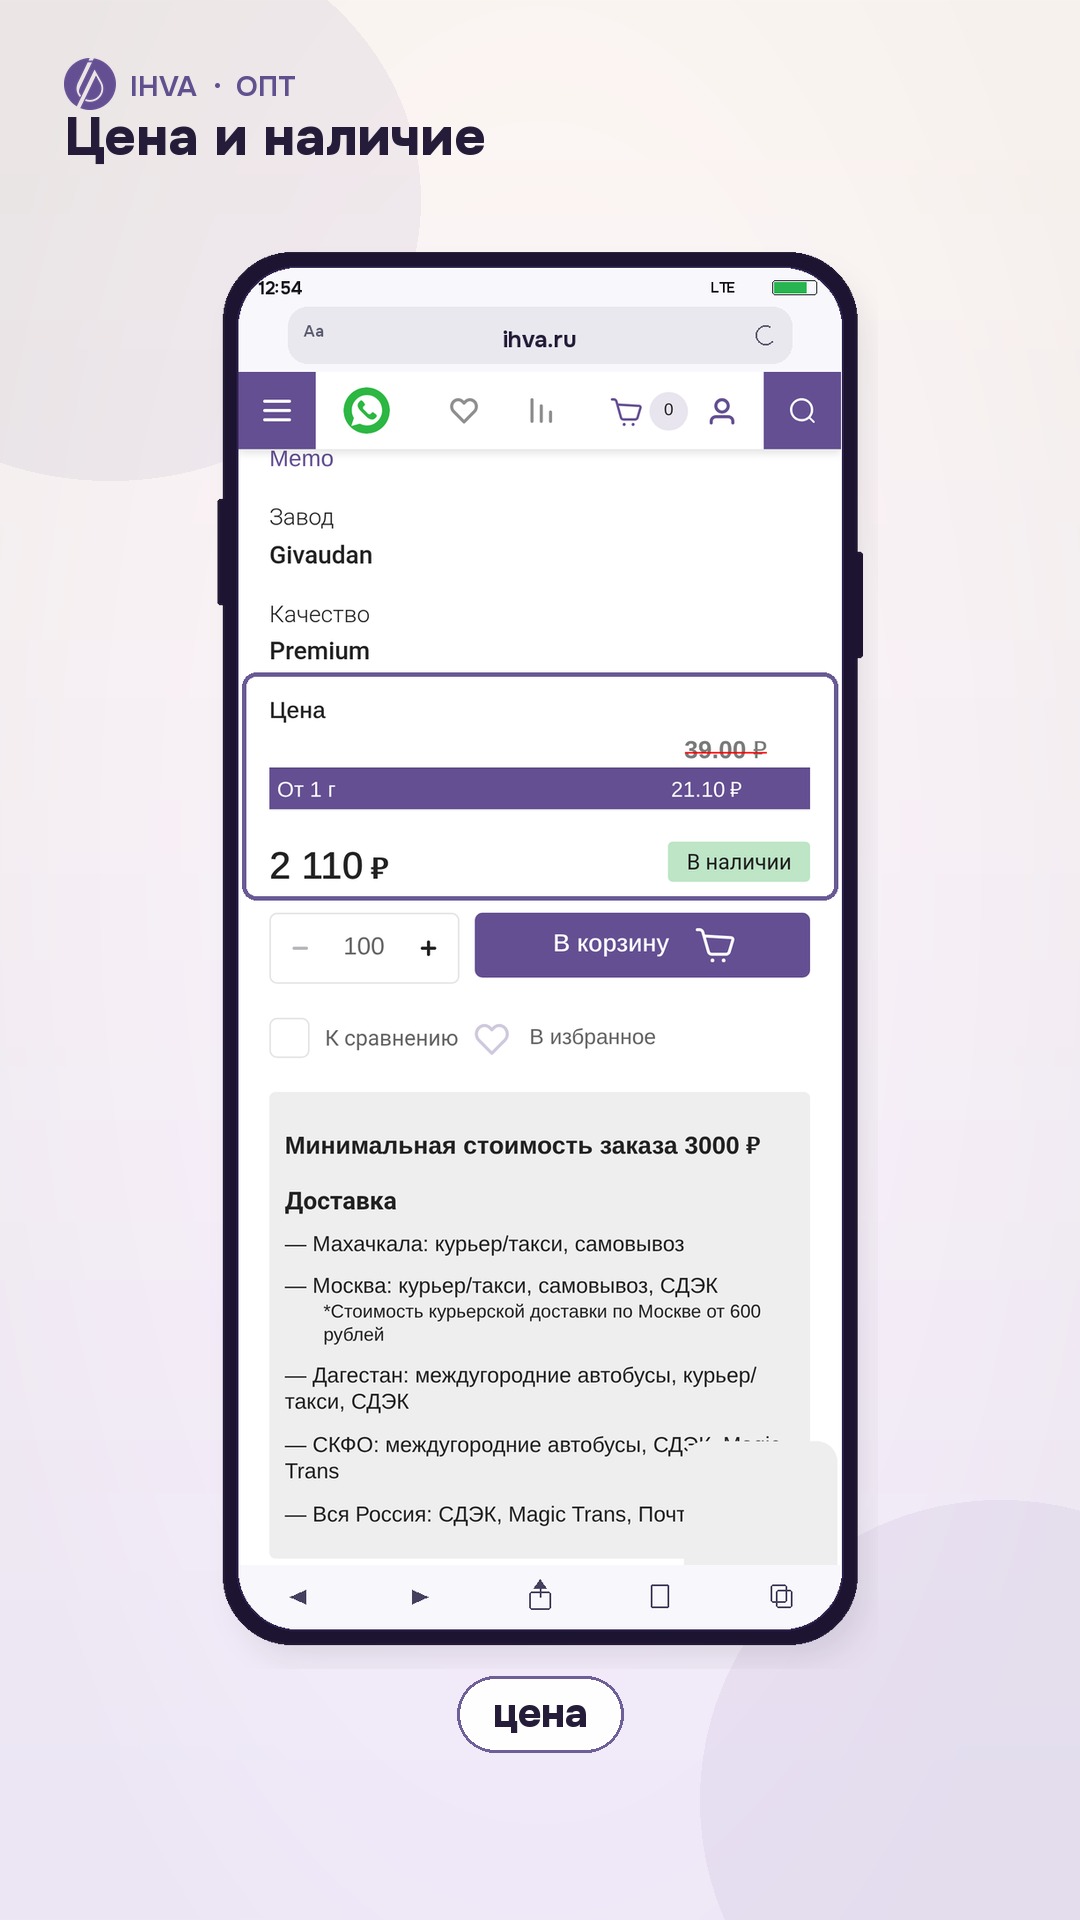 IHVA · ОПТ
Цена и наличие
12:54
LTE
Aa
ihva.ru
0
Memo
Завод
Givaudan
Качество
Premium
Цена
39.00 ₽
От 1 г 21.10 ₽
2 110 ₽
В наличии
− 100 +
В корзину
К сравнению
В избранное
Минимальная стоимость заказа 3000 ₽
Доставка
— Махачкала: курьер/такси, самовывоз
— Москва: курьер/такси, самовывоз, СДЭК
*Стоимость курьерской доставки по Москве от 600
рублей
— Дагестан: междугородние автобусы, курьер/
такси, СДЭК
— СКФО: междугородние автобусы, СДЭК, Magic
Trans
— Вся Россия: СДЭК, Magic Trans, Почт
цена